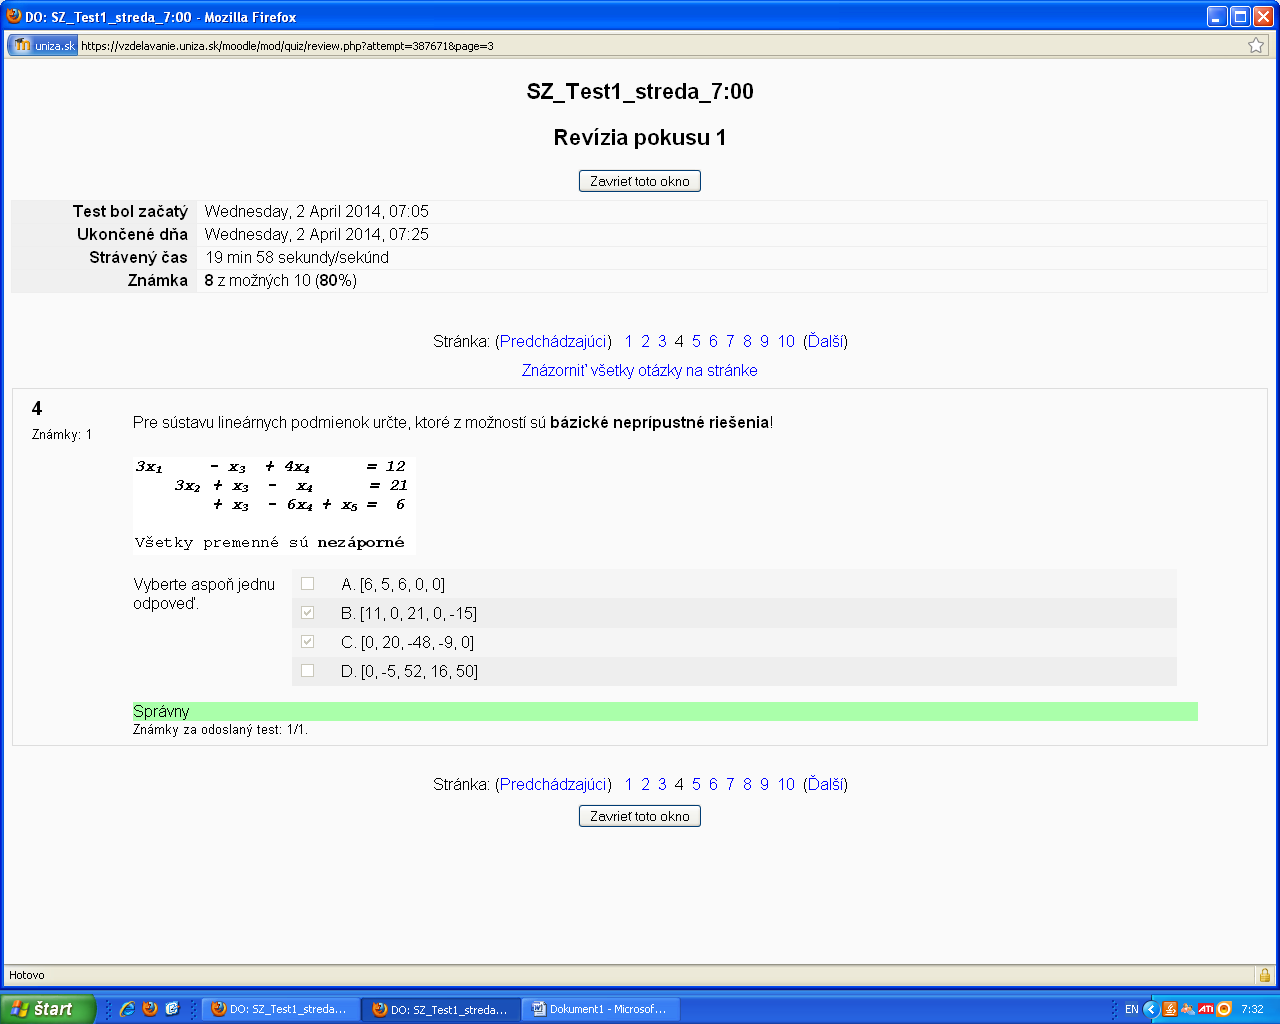 DO: SZ_Test1_streda_7:00 - Mozilla Firefox
uniza.sk https://vzdelavanie.uniza.sk/moodle/mod/quiz/review.php?attempt=387671&page=3
SZ_Test1_streda_7:00
Revízia pokusu 1
Zavrieť toto okno
Test bol začatý Wednesday, 2 April 2014, 07:05
Ukončené dňa Wednesday, 2 April 2014, 07:25
Strávený čas 19 min 58 sekundy/sekúnd
Známka 8 z možných 10 (80%)
Stránka: (Predchádzajúci) 1 2 3 4 5 6 7 8 9 10 (Ďalší)
Znázorniť všetky otázky na stránke
4
Známky: 1
Pre sústavu lineárnych podmienok určte, ktoré z možností sú bázické neprípustné riešenia!
3x₁ - x₃ + 4x₄ = 12
3x₂ + x₃ - x₄ = 21
+ x₃ - 6x₄ + x₅ = 6
Všetky premenné sú nezáporné
Vyberte aspoň jednu odpoveď.
A. [6, 5, 6, 0, 0]
B. [11, 0, 21, 0, -15]
C. [0, 20, -48, -9, 0]
D. [0, -5, 52, 16, 50]
Správny
Známky za odoslaný test: 1/1.
Stránka: (Predchádzajúci) 1 2 3 4 5 6 7 8 9 10 (Ďalší)
Zavrieť toto okno
Hotovo
štart DO: SZ_Test1_streda... DO: SZ_Test1_streda... Dokument1 - Microsof... EN ATI 7:32